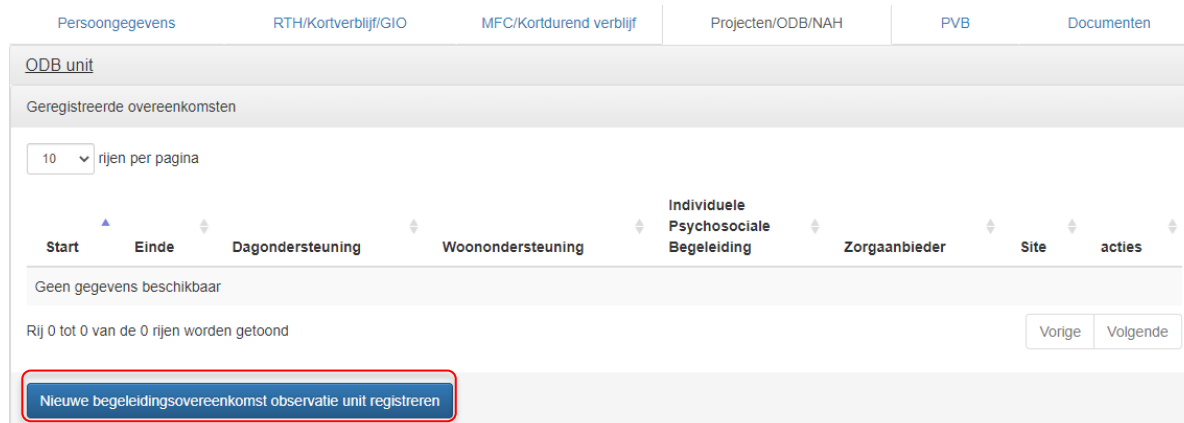 Persoongegevens RTH/Kortverblijf/GIO MFC/Kortdurend verblijf Projecten/ODB/NAH PVB Documenten
ODB unit
Geregistreerde overeenkomsten
10 rijen per pagina
Start Einde Dagondersteuning Woonondersteuning Individuele Psychosociale Begeleiding Zorgaanbieder Site acties
Geen gegevens beschikbaar
Rij 0 tot 0 van de 0 rijen worden getoond
Vorige Volgende
Nieuwe begeleidingsovereenkomst observatie unit registreren